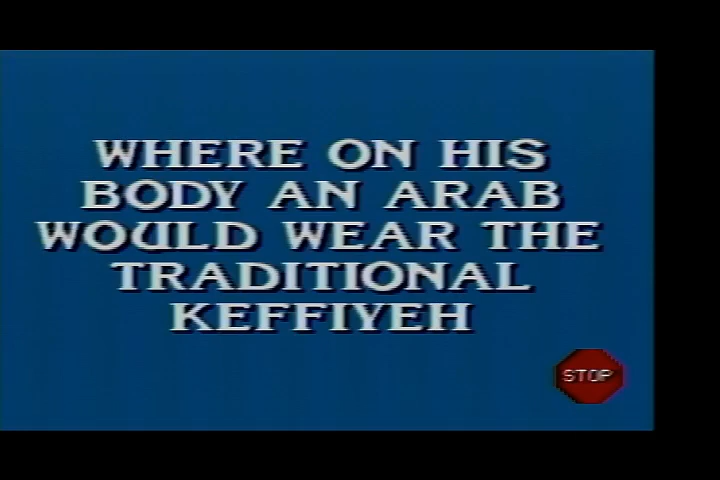 WHERE ON HIS
BODY AN ARAB
WOULD WEAR THE
TRADITIONAL
KEFFIYEH
STOP